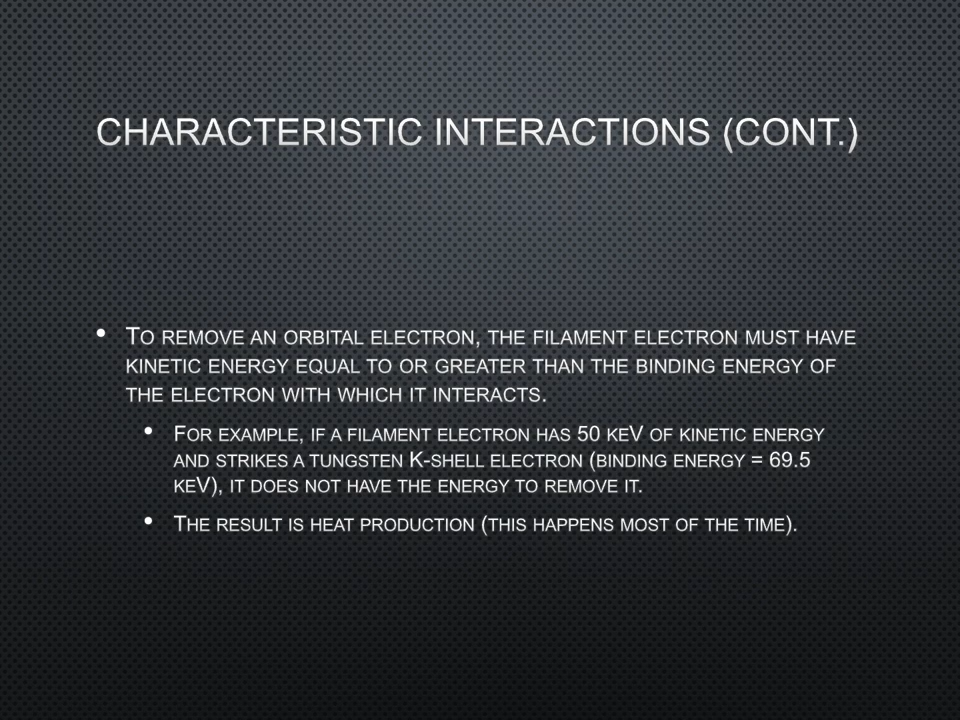 CHARACTERISTIC INTERACTIONS (CONT.)
• TO REMOVE AN ORBITAL ELECTRON, THE FILAMENT ELECTRON MUST HAVE
KINETIC ENERGY EQUAL TO OR GREATER THAN THE BINDING ENERGY OF
THE ELECTRON WITH WHICH IT INTERACTS.
• FOR EXAMPLE, IF A FILAMENT ELECTRON HAS 50 KEV OF KINETIC ENERGY
AND STRIKES A TUNGSTEN K-SHELL ELECTRON (BINDING ENERGY = 69.5
KEV), IT DOES NOT HAVE THE ENERGY TO REMOVE IT.
• THE RESULT IS HEAT PRODUCTION (THIS HAPPENS MOST OF THE TIME).